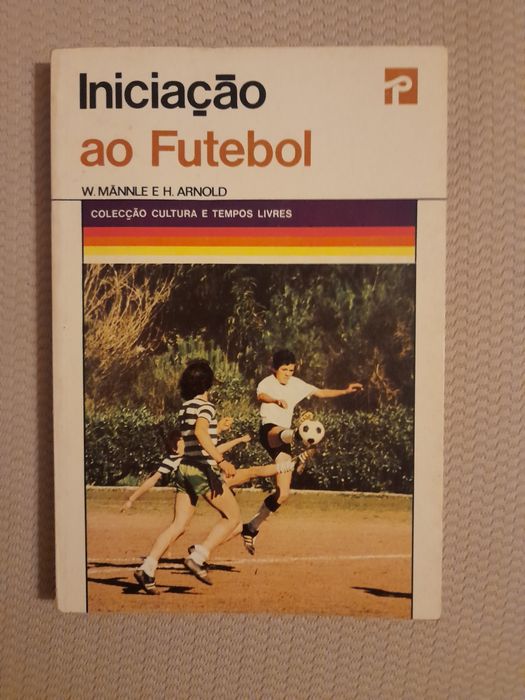 Iniciação
ao Futebol
W. MÄNNLE E H. ARNOLD
COLECÇÃO CULTURA E TEMPOS LIVRES